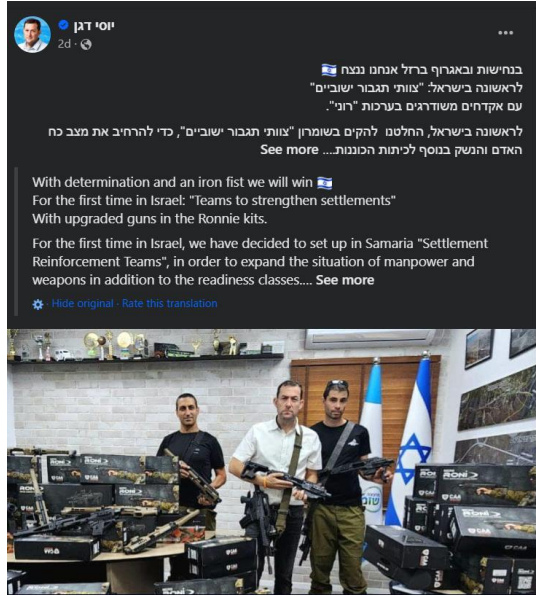 יוסי דגן
2d
בנחישות ובאגרוף ברזל אנחנו ננצח 🇮🇱
לראשונה בישראל: "צוותי תגבור ישוביים"
עם אקדחים משודרגים בערכות "רוני".
לראשונה בישראל, החלטנו להקים בשומרון "צוותי תגבור ישוביים", כדי להרחיב את מצב כח
האדם והנשק בנוסף לכיתות הכוננות.... See more
With determination and an iron fist we will win 🇮🇱
For the first time in Israel: "Teams to strengthen settlements"
With upgraded guns in the Ronnie kits.
For the first time in Israel, we have decided to set up in Samaria "Settlement
Reinforcement Teams", in order to expand the situation of manpower and
weapons in addition to the readiness classes.... See more
· Hide original · Rate this translation
RONI
CAA
RONI
CAA